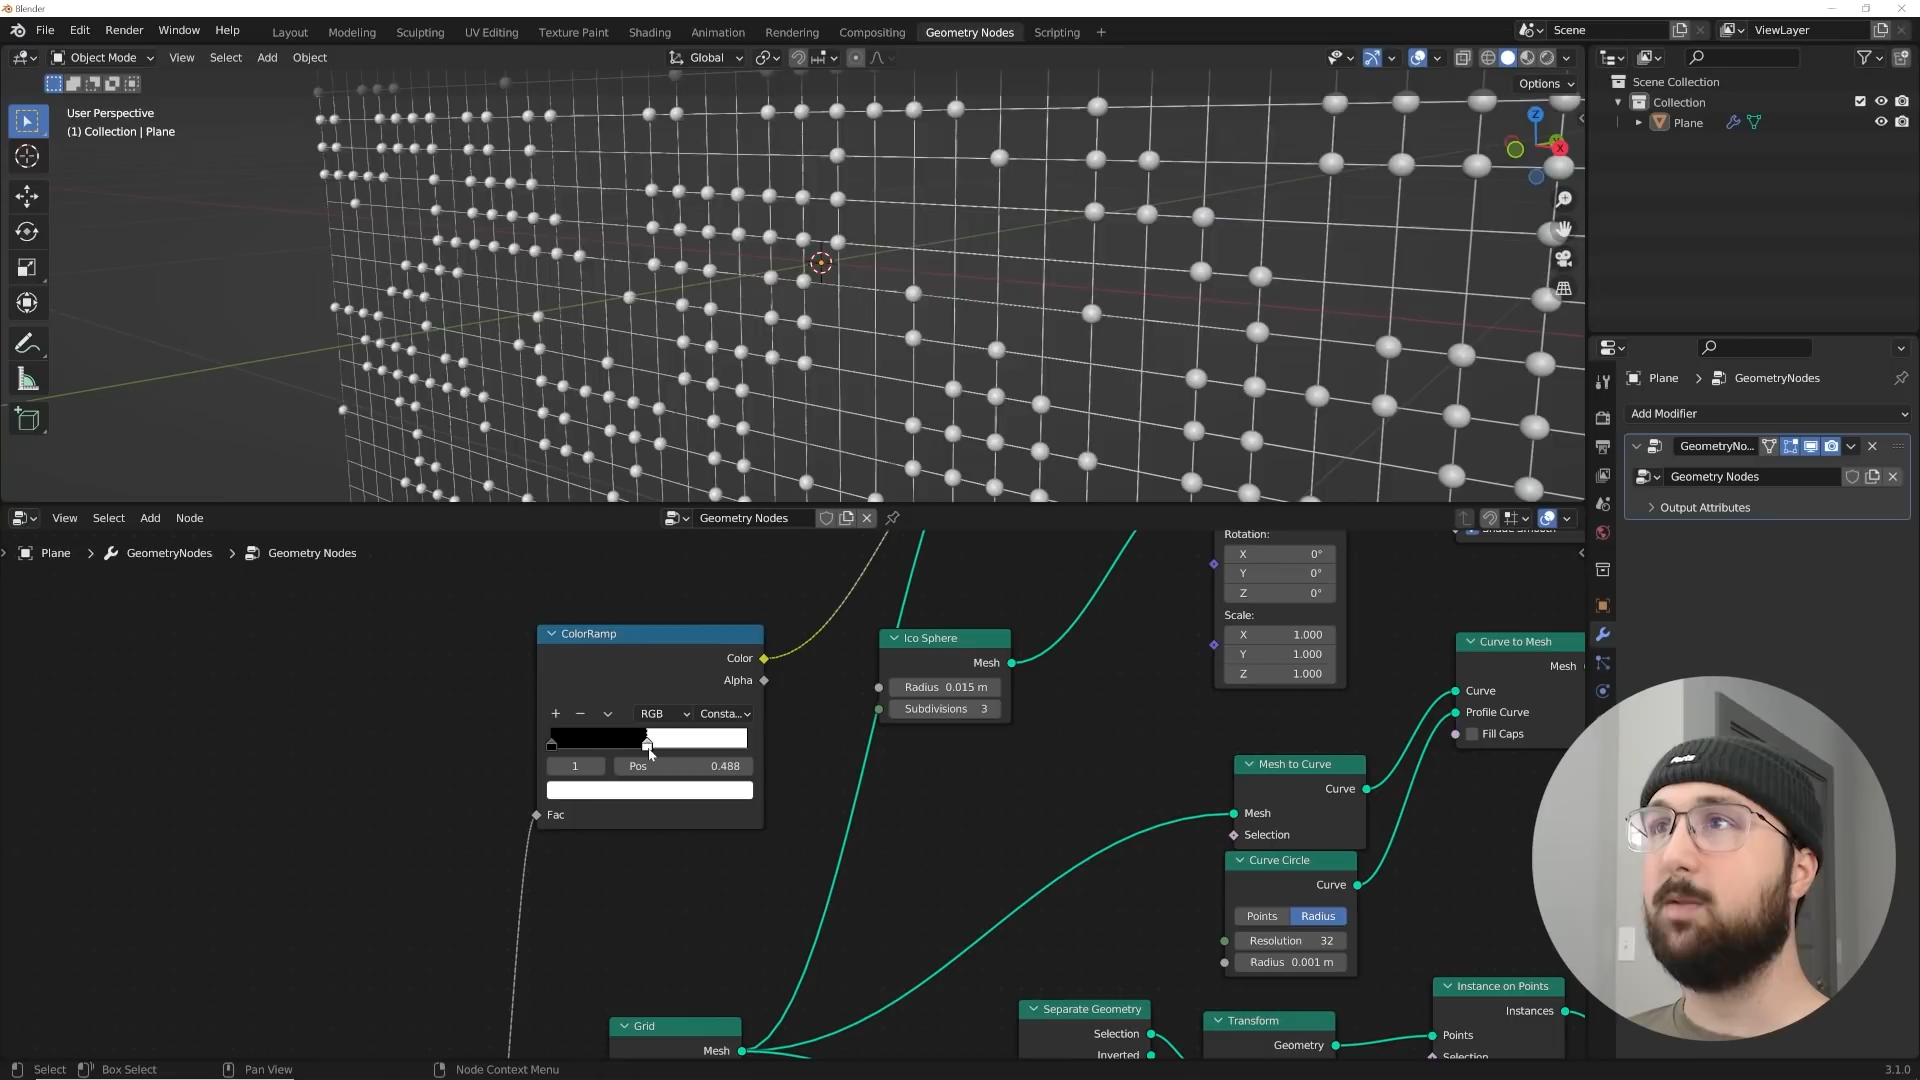 Blender
File Edit Render Window Help
Layout Modeling Sculpting UV Editing Texture Paint Shading Animation Rendering Compositing Geometry Nodes Scripting +
Scene
ViewLayer
Object Mode View Select Add Object
Global
Options
User Perspective
(1) Collection | Plane
Z
X
Scene Collection
Collection
Plane
Plane > GeometryNodes
Add Modifier
GeometryNo...
Geometry Nodes
Output Attributes
View Select Add Node
Geometry Nodes
Plane > GeometryNodes > Geometry Nodes
ColorRamp
Color
Alpha
RGB Consta...
1 Pos 0.488
Fac
Ico Sphere
Mesh
Radius 0.015 m
Subdivisions 3
Rotation:
X 0°
Y 0°
Z 0°
Scale:
X 1.000
Y 1.000
Z 1.000
Curve to Mesh
Mesh
Curve
Profile Curve
Fill Caps
Mesh to Curve
Curve
Mesh
Selection
Curve Circle
Curve
Points Radius
Resolution 32
Radius 0.001 m
Grid
Mesh
Separate Geometry
Selection
Inverted
Transform
Geometry
Instance on Points
Instances
Points
Selection
Select Box Select Pan View Node Context Menu
3.1.0